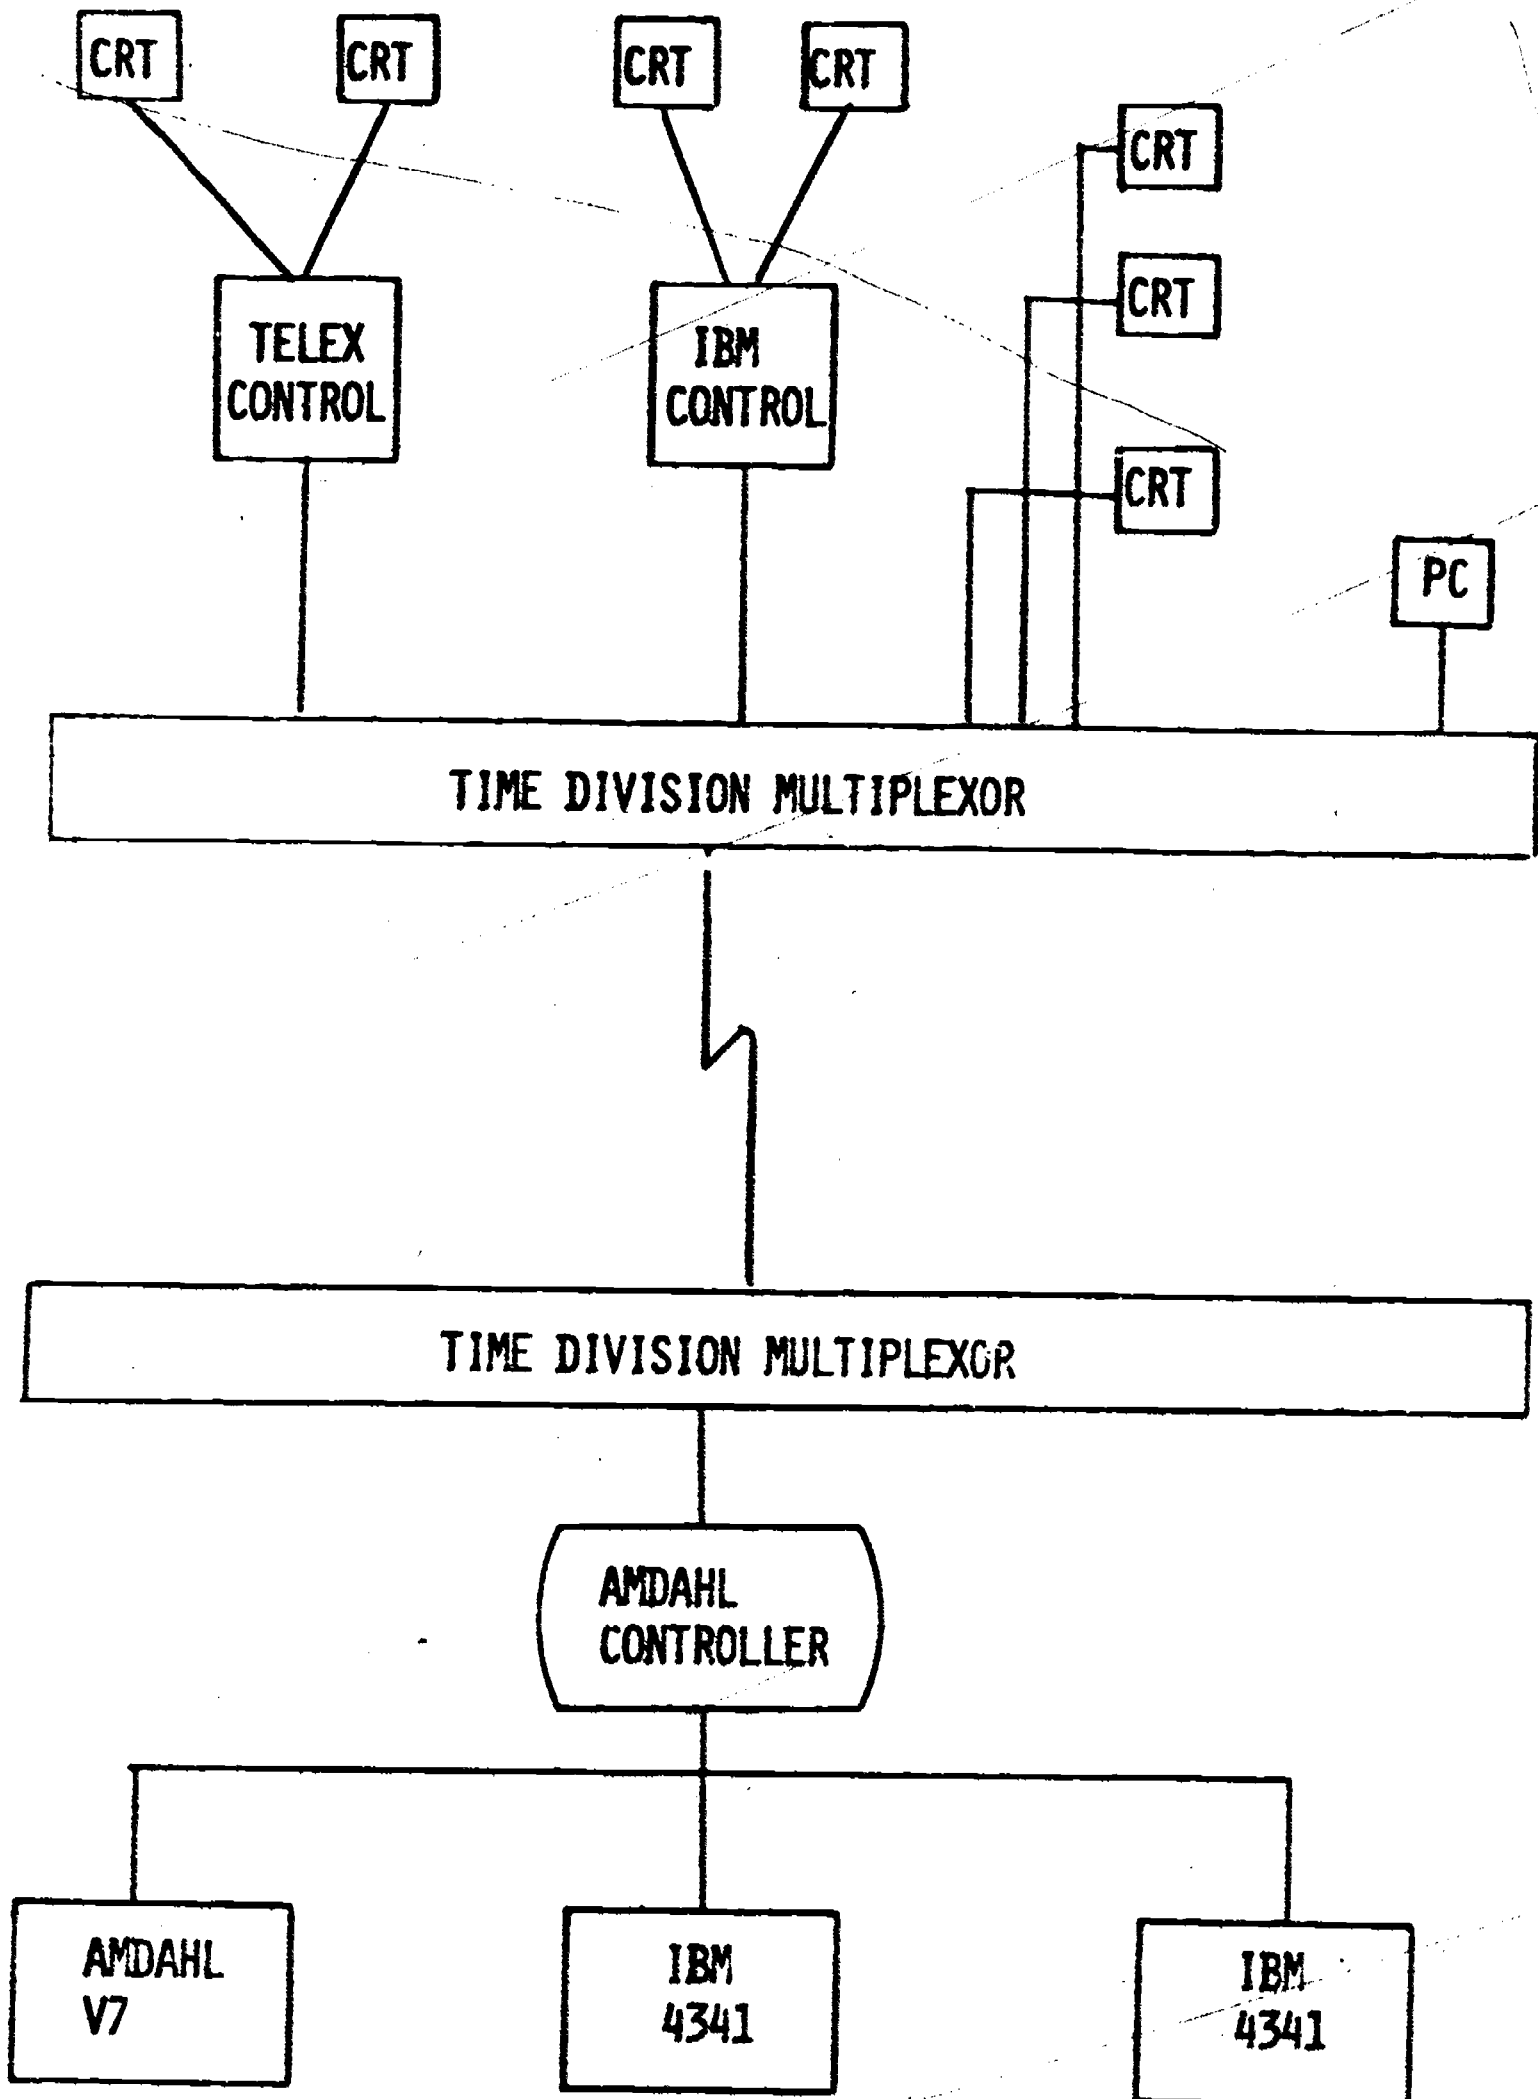 CRT
CRT
CRT
CRT
CRT
CRT
CRT
TELEX
CONTROL
IBM
CONTROL
PC
TIME DIVISION MULTIPLEXOR
TIME DIVISION MULTIPLEXOR
AMDAHL
CONTROLLER
AMDAHL
V7
IBM
4341
IBM
4341